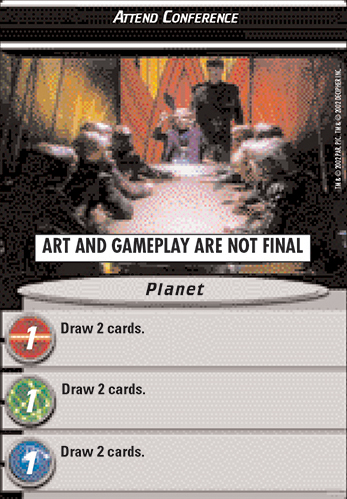 ATTEND CONFERENCE
TM & © 2002 PAR. PIC. TM & © 2002 DECIPHER INC.
ART AND GAMEPLAY ARE NOT FINAL
Planet
1 Draw 2 cards.
1 Draw 2 cards.
1 Draw 2 cards.